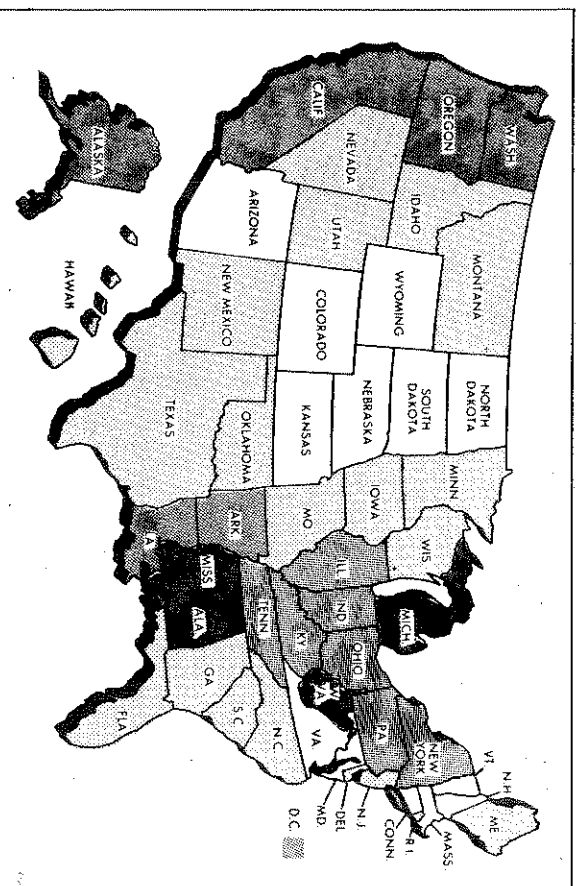 WASH
OREGON
CALIF
NEVADA
IDAHO
MONTANA
WYOMING
UTAH
ARIZONA
COLORADO
NEW MEXICO
NORTH
DAKOTA
SOUTH
DAKOTA
NEBRASKA
KANSAS
OKLAHOMA
TEXAS
MINN
IOWA
MO
ARK
WIS
ILL
IND
MICH
OHIO
KY
TENN
MISS
ALA
GA
FLA
S.C
N.C
VA
W
VA
PA
NEW
YORK
VT.
N.H
ME
MASS.
R.I.
CONN.
N.J.
DEL
MD.
D.C.
ALASKA
HAWAII